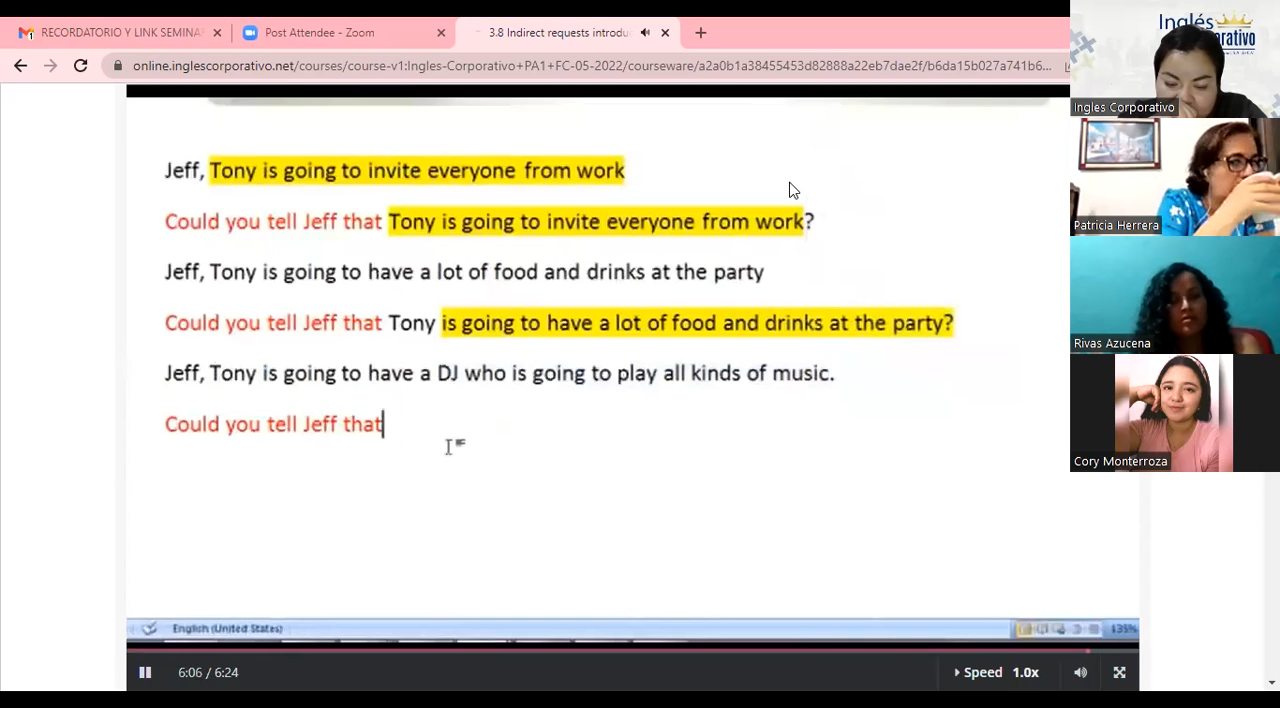 RECORDATORIO Y LINK SEMINAR
Post Attendee - Zoom
3.8 Indirect requests introdu
online.inglescorporativo.net/courses/course-v1:Ingles-Corporativo+IC-FC-05-2022/courseware/a2a0b1a3845545fe8c888a22eb7dae2f/b6da15b027a741b6...
Jeff, Tony is going to invite everyone from work
Could you tell Jeff that Tony is going to invite everyone from work?
Jeff, Tony is going to have a lot of food and drinks at the party
Could you tell Jeff that Tony is going to have a lot of food and drinks at the party?
Jeff, Tony is going to have a DJ who is going to play all kinds of music.
Could you tell Jeff that
English (United States)
135%
6:06 / 6:24
Speed 1.0x
Inglés
Ingles Corporativo
Patricia Herrera
Rivas Azucena
Cory Monterroza